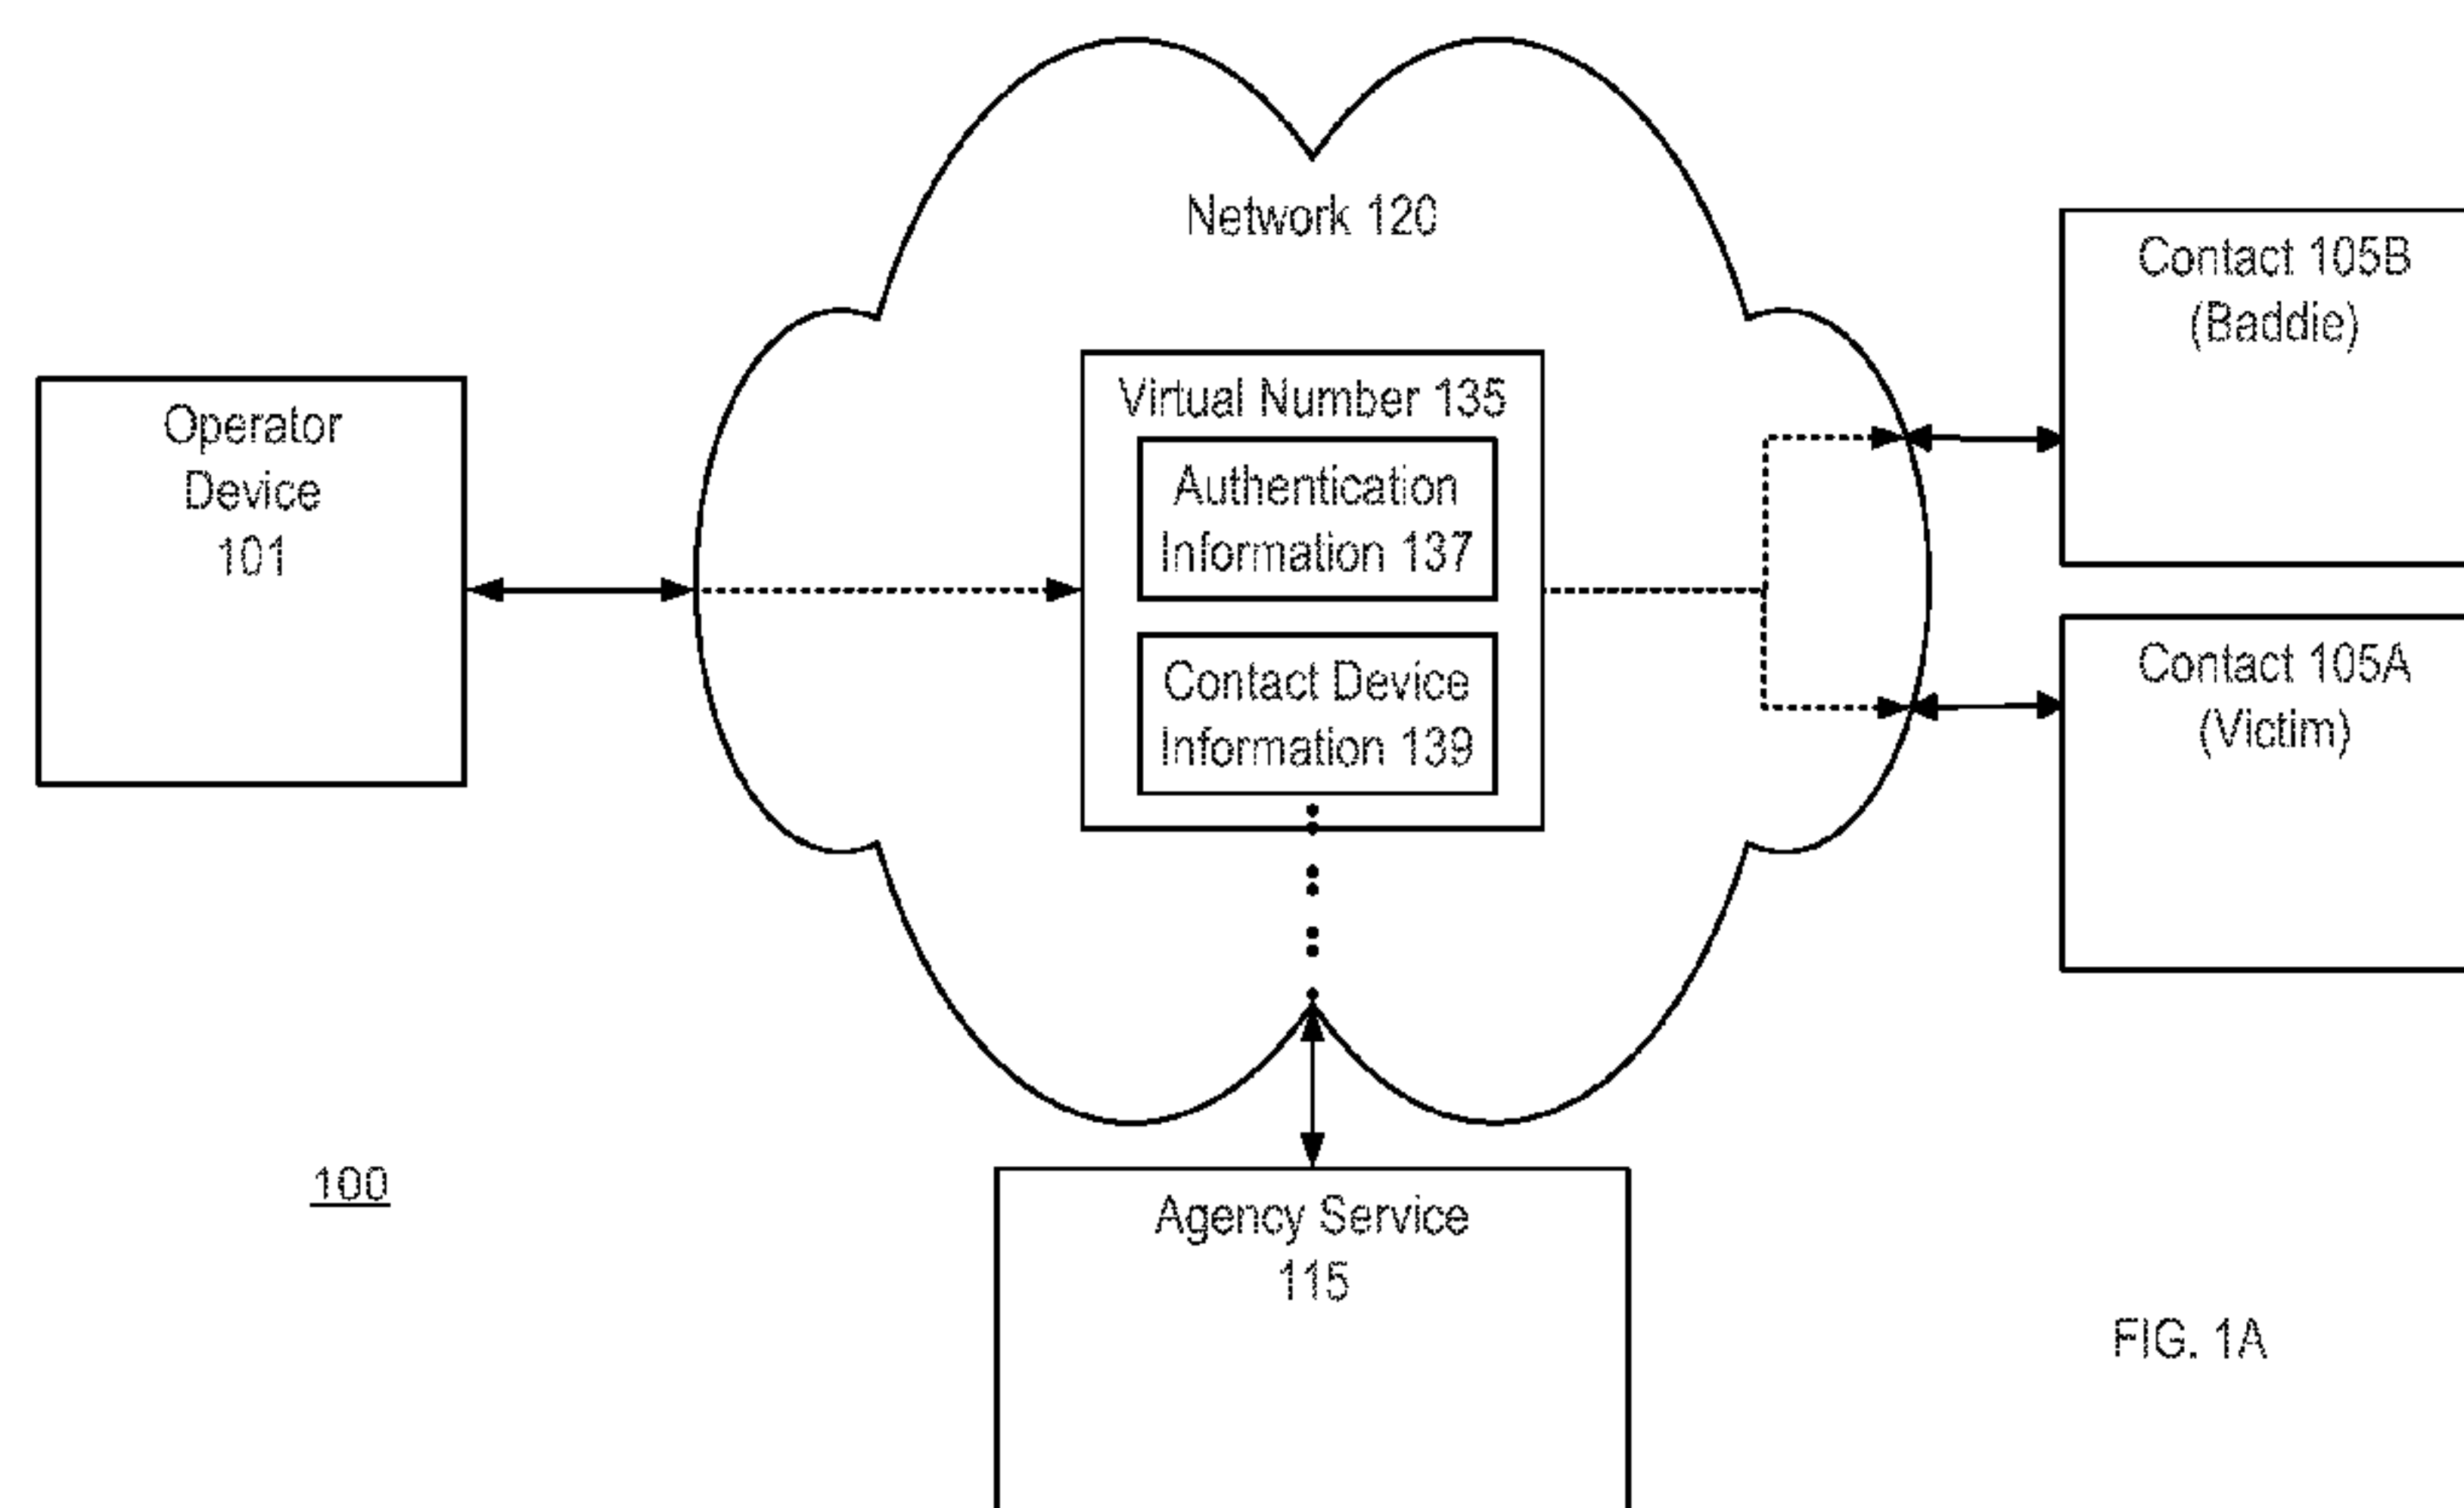 Network 120
Contact 105B
(Baddie)
Operator
Device
101
Virtual Number 135
Authentication
Information 137
Contact Device
Information 139
Contact 105A
(Victim)
100
Agency Service
115
FIG. 1A